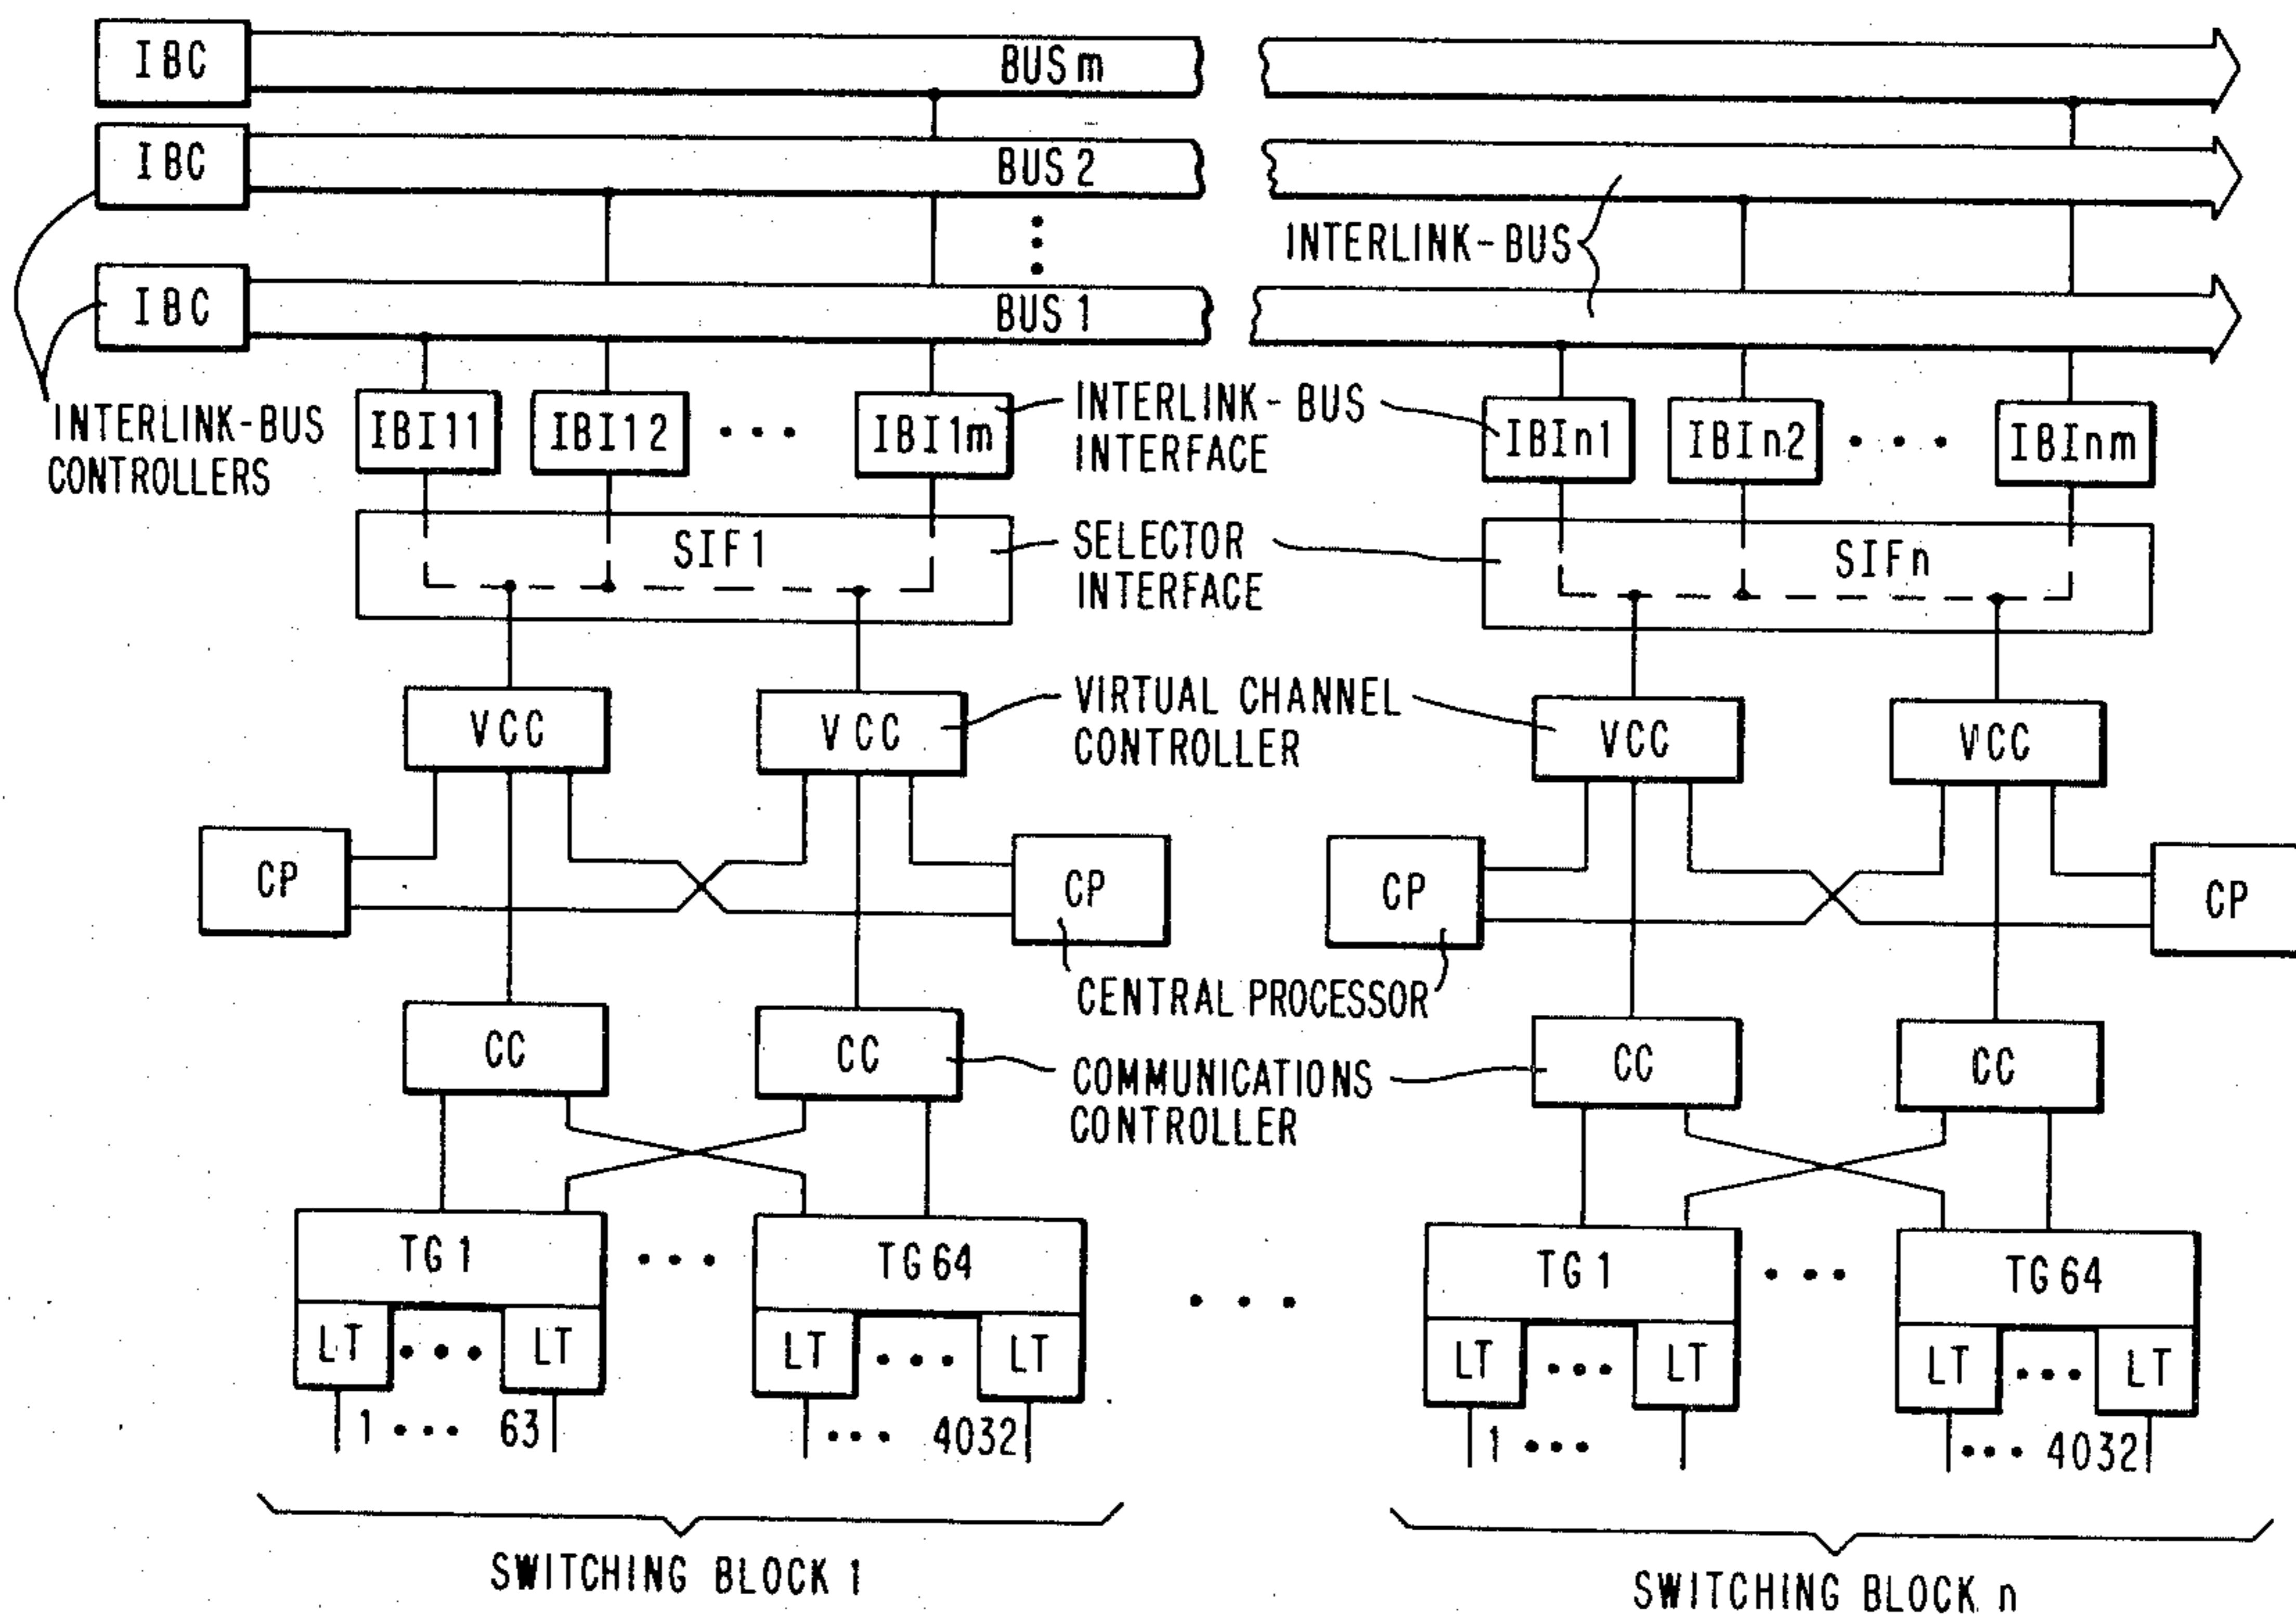 IBC
BUS m
IBC
BUS 2
INTERLINK-BUS
IBC
BUS 1
INTERLINK-BUS
CONTROLLERS
IBI11
IBI12
• • •
IBI1m
INTERLINK-BUS
INTERFACE
IBIn1
IBIn2
• • •
IBInm
SIF1
SELECTOR
INTERFACE
SIFn
VCC
VCC
VIRTUAL CHANNEL
CONTROLLER
VCC
VCC
CP
CP
CENTRAL PROCESSOR
CP
CP
CC
CC
COMMUNICATIONS
CONTROLLER
CC
CC
TG 1
• • •
TG 64
• • •
TG 1
• • •
TG 64
LT
• • •
LT
LT
• • •
LT
LT
• • •
LT
LT
• • •
LT
1 • • • 63
• • • 4032
1 • • •
• • • 4032
SWITCHING BLOCK 1
SWITCHING BLOCK n